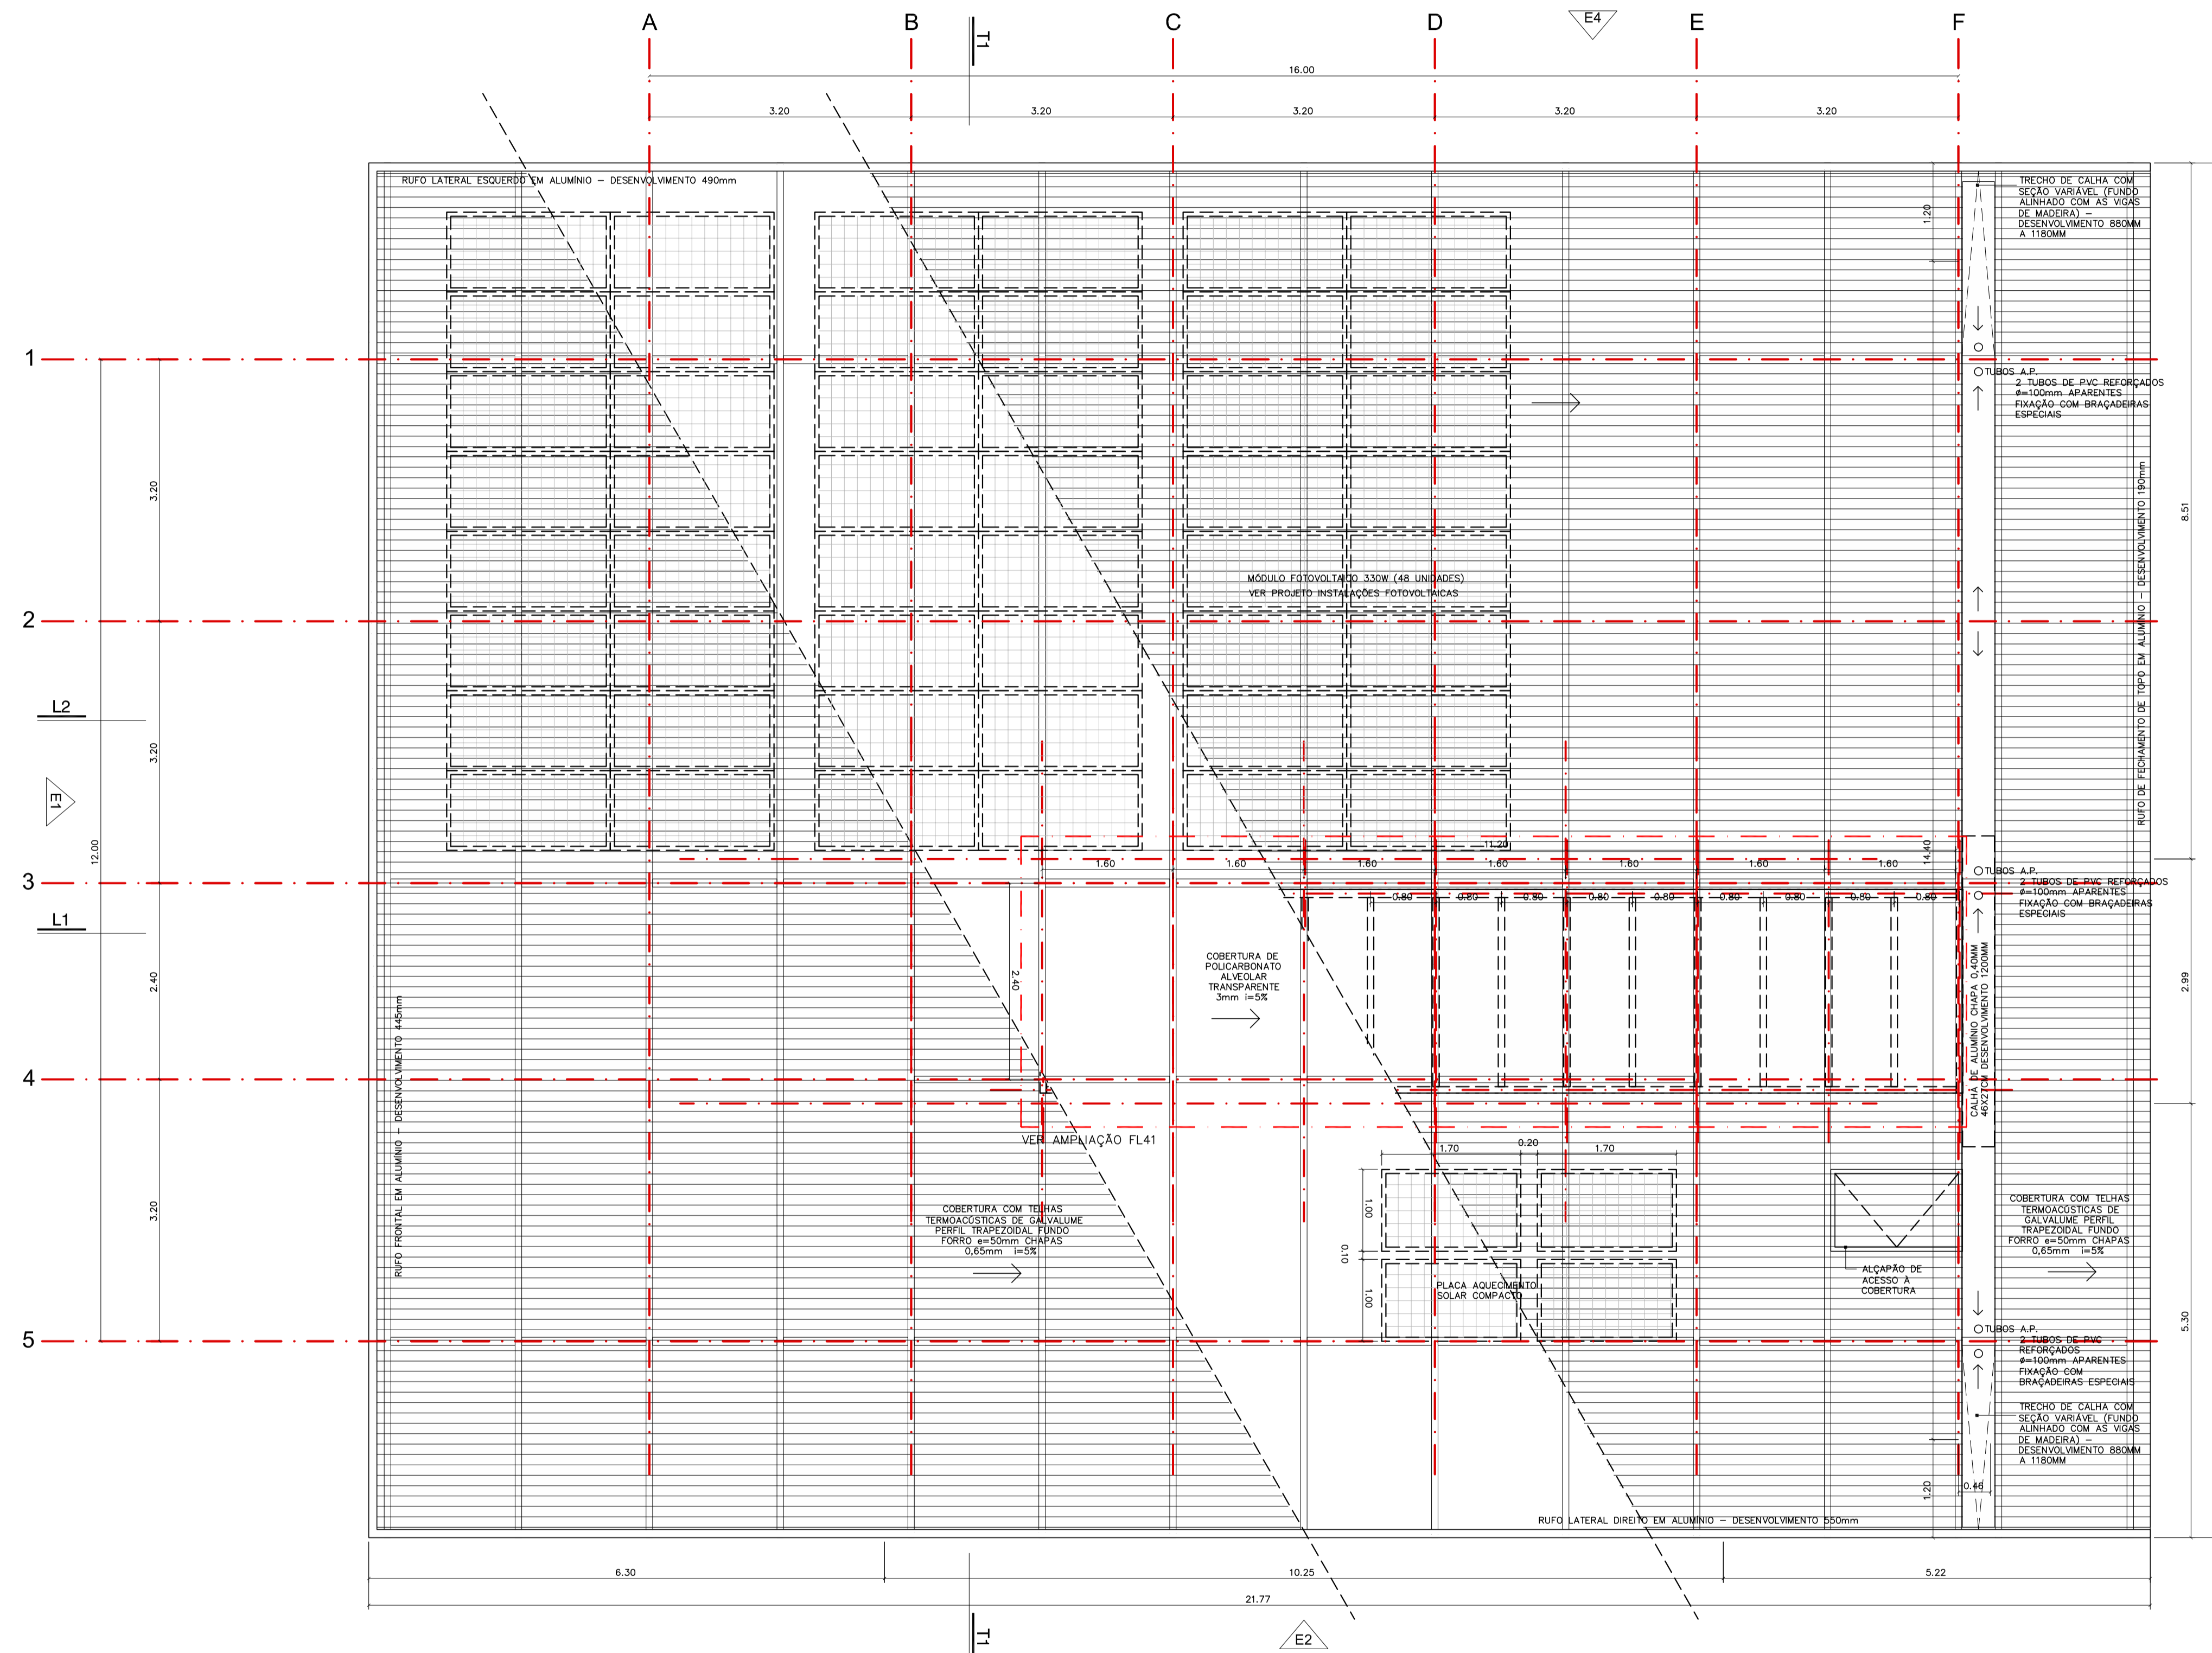 A
B
C
D
E
F
E4
T1
16.00
3.20
3.20
3.20
3.20
3.20
RUFO LATERAL ESQUERDO EM ALUMÍNIO – DESENVOLVIMENTO 490mm
TRECHO DE CALHA COM
SEÇÃO VARIÁVEL (FUNDO
ALINHADO COM AS VIGAS
DE MADEIRA) –
DESENVOLVIMENTO 880MM
A 1180MM
1.20
1
TUBOS A.P.
2 TUBOS DE PVC REFORÇADOS
ø=100mm APARENTES
FIXAÇÃO COM BRAÇADEIRAS
ESPECIAIS
3.20
8.51
RUFO DE FECHAMENTO DE TOPO EM ALUMÍNIO – DESENVOLVIMENTO 190mm
MÓDULO FOTOVOLTAICO 330W (48 UNIDADES)
VER PROJETO INSTALAÇÕES FOTOVOLTAICAS
2
L2
3.20
E1
12.00
11.20
14.40
1.60
1.60
1.60
1.60
1.60
1.60
1.60
3
TUBOS A.P.
2 TUBOS DE PVC REFORÇADOS
ø=100mm APARENTES
FIXAÇÃO COM BRAÇADEIRAS
ESPECIAIS
0.80
0.80
0.80
0.80
0.80
0.80
0.80
0.80
0.80
L1
2.40
2.40
COBERTURA DE
POLICARBONATO
ALVEOLAR
TRANSPARENTE
3mm i=5%
CALHA DE ALUMÍNIO CHAPA 0,40MM
46X27CM DESENVOLVIMENTO 1200MM
2.99
4
RUFO FRONTAL EM ALUMÍNIO – DESENVOLVIMENTO 445mm
VER AMPLIAÇÃO FL41
1.70
0.20
1.70
1.00
0.10
1.00
3.20
COBERTURA COM TELHAS
TERMOACÚSTICAS DE GALVALUME
PERFIL TRAPEZOIDAL FUNDO
FORRO e=50mm CHAPAS
0,65mm i=5%
PLACA AQUECIMENTO
SOLAR COMPACTO
ALÇAPÃO DE
ACESSO À
COBERTURA
COBERTURA COM TELHAS
TERMOACÚSTICAS DE
GALVALUME PERFIL
TRAPEZOIDAL FUNDO
FORRO e=50mm CHAPAS
0,65mm i=5%
5.30
5
TUBOS A.P.
2 TUBOS DE PVC
REFORÇADOS
ø=100mm APARENTES
FIXAÇÃO COM
BRAÇADEIRAS ESPECIAIS
TRECHO DE CALHA COM
SEÇÃO VARIÁVEL (FUNDO
ALINHADO COM AS VIGAS
DE MADEIRA) –
DESENVOLVIMENTO 880MM
A 1180MM
1.20
0.46
RUFO LATERAL DIREITO EM ALUMÍNIO – DESENVOLVIMENTO 550mm
6.30
10.25
5.22
21.77
T1
E2